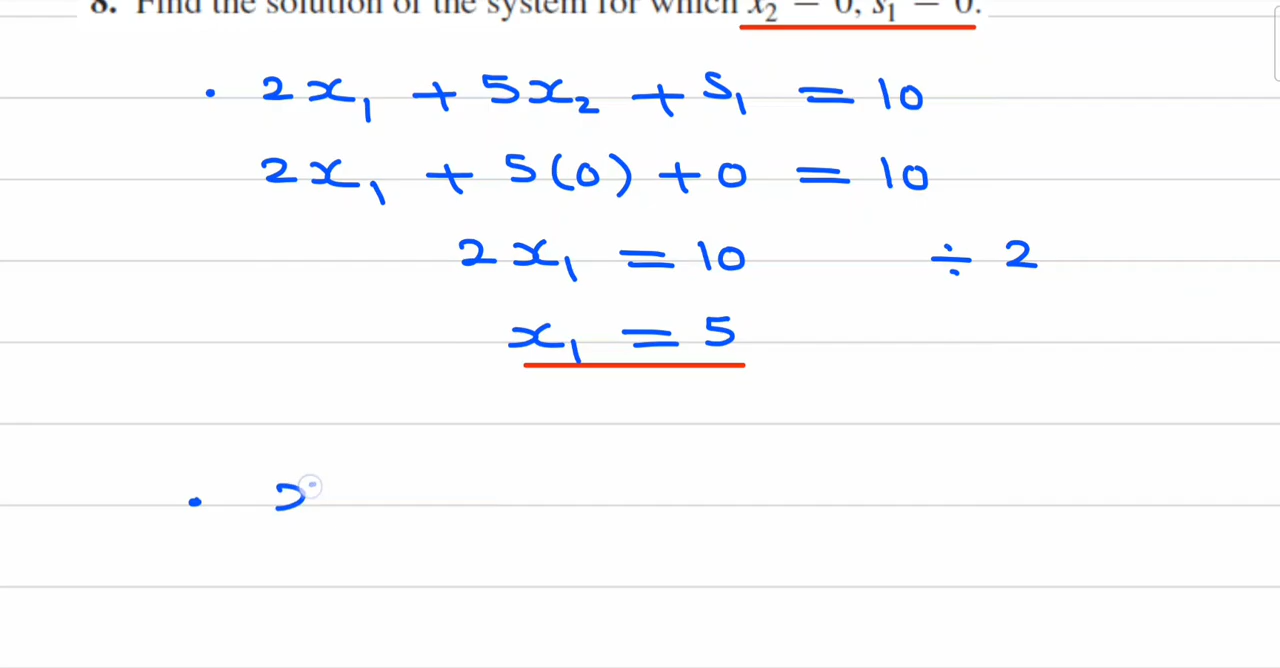 8. Find the solution of the system for which x₂ = 0, s₁ = 0.
• 2x₁ + 5x₂ + s₁ = 10
2x₁ + 5(0) + 0 = 10
2x₁ = 10 ÷ 2
x₁ = 5
•